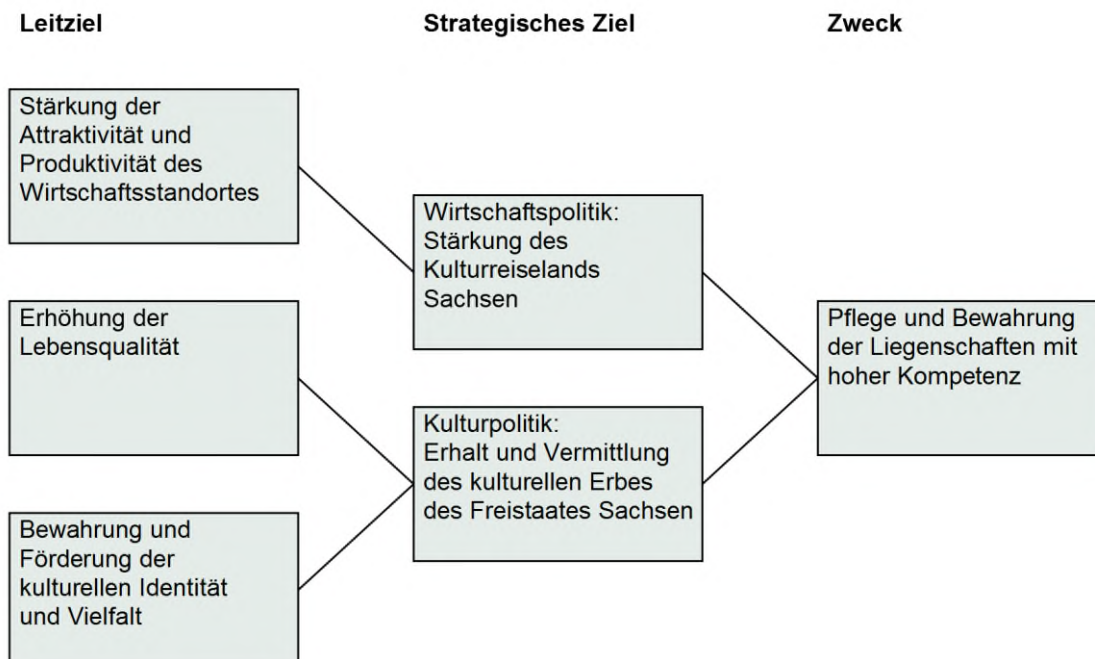 Leitziel
Strategisches Ziel
Zweck
Stärkung der
Attraktivität und
Produktivität des
Wirtschaftsstandortes
Erhöhung der
Lebensqualität
Bewahrung und
Förderung der
kulturellen Identität
und Vielfalt
Wirtschaftspolitik:
Stärkung des
Kulturreiselands
Sachsen
Kulturpolitik:
Erhalt und Vermittlung
des kulturellen Erbes
des Freistaates Sachsen
Pflege und Bewahrung
der Liegenschaften mit
hoher Kompetenz